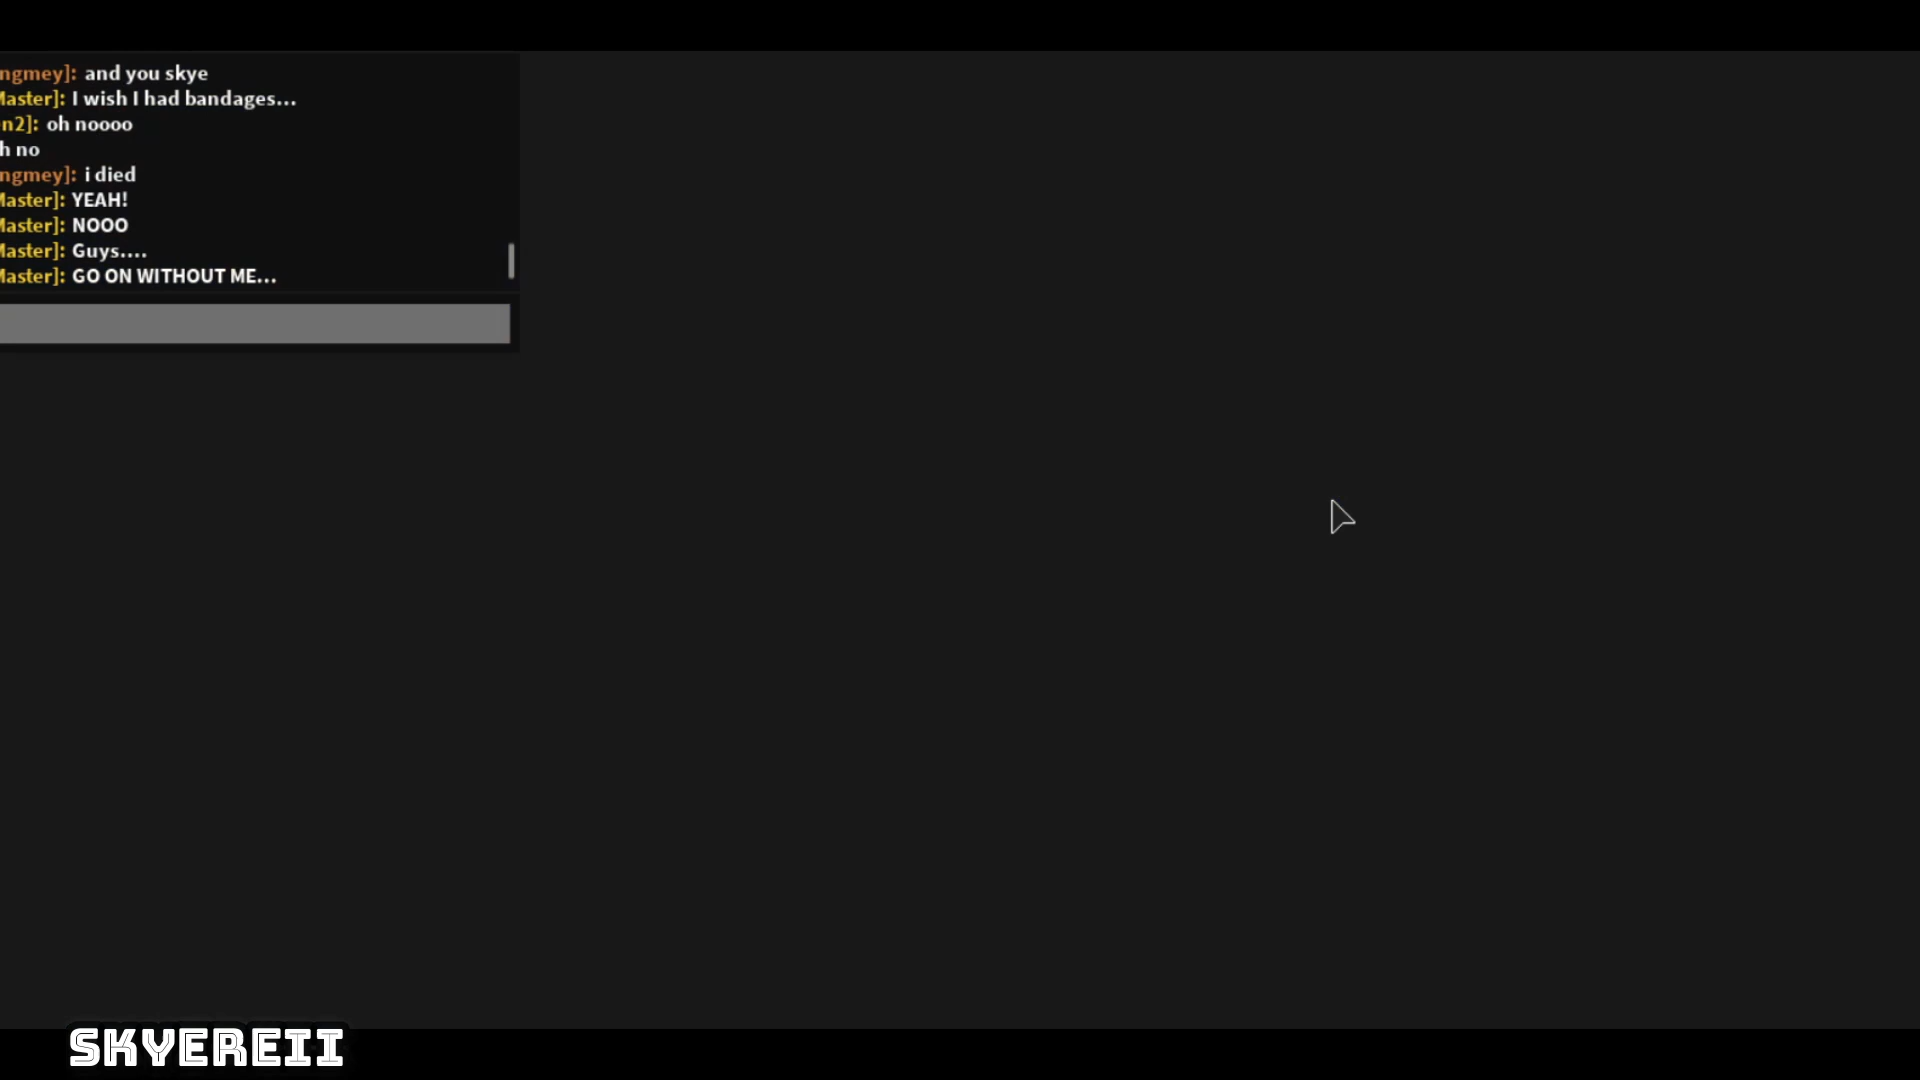 ngmey]: and you skye
Master]: I wish I had bandages...
n2]: oh noooo
h no
ngmey]: i died
Master]: YEAH!
Master]: NOOO
Master]: Guys....
Master]: GO ON WITHOUT ME...
SKYEREII